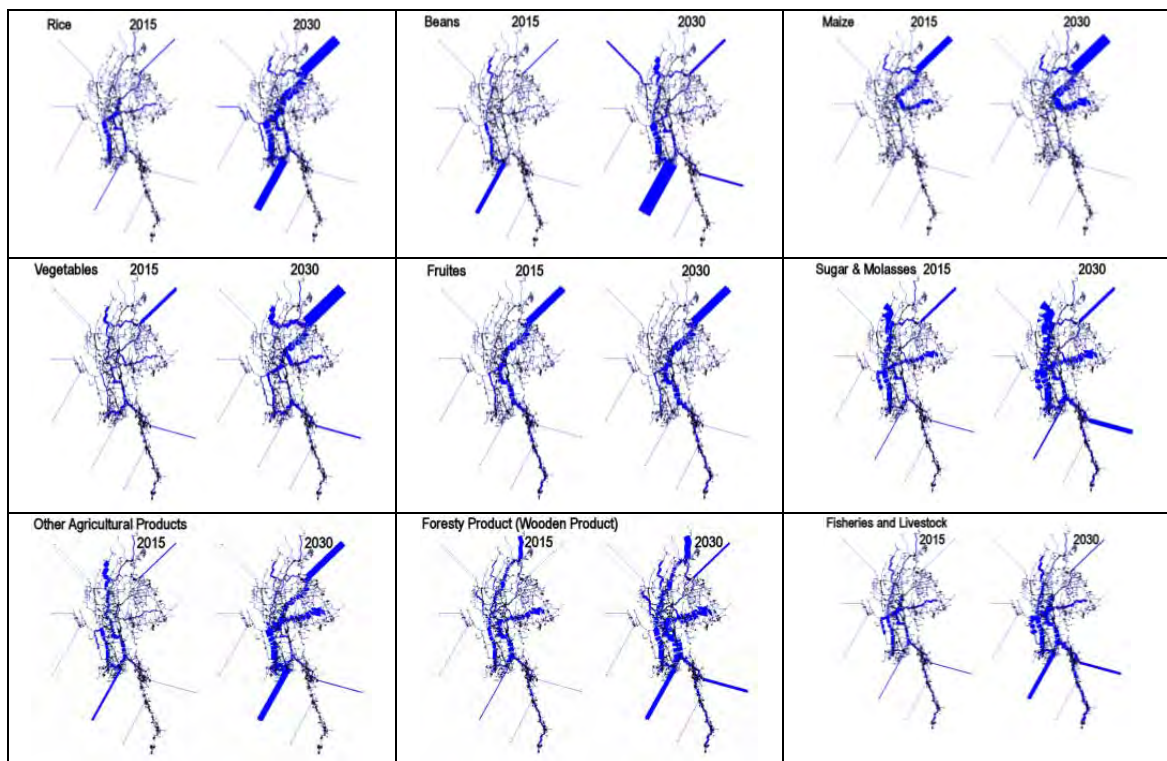 Rice 2015 2030
Beans 2015 2030
Maize 2015 2030
Vegetables 2015 2030
Fruites 2015 2030
Sugar & Molasses 2015 2030
Other Agricultural Products
2015 2030
Foresty Product (Wooden Product)
2015 2030
Fisheries and Livestock
2015 2030